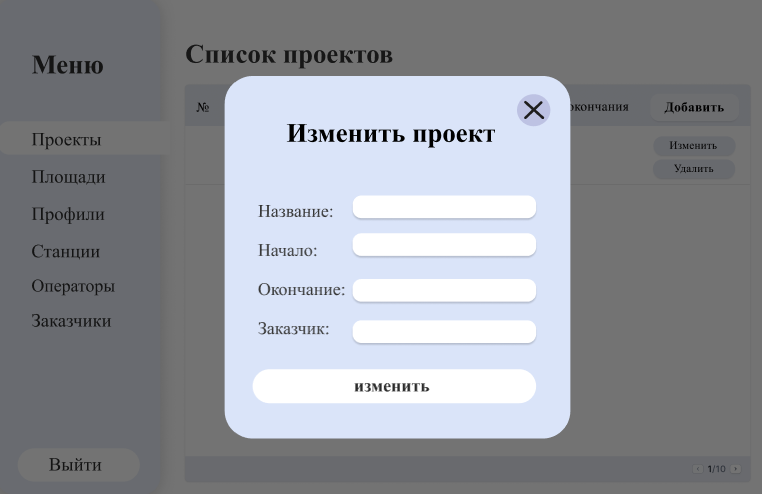 Меню
Проекты
Площади
Профили
Станции
Операторы
Заказчики
Выйти
Список проектов
№
окончания
Добавить
Изменить
Удалить
Изменить проект
Название:
Начало:
Окончание:
Заказчик:
изменить
1/10